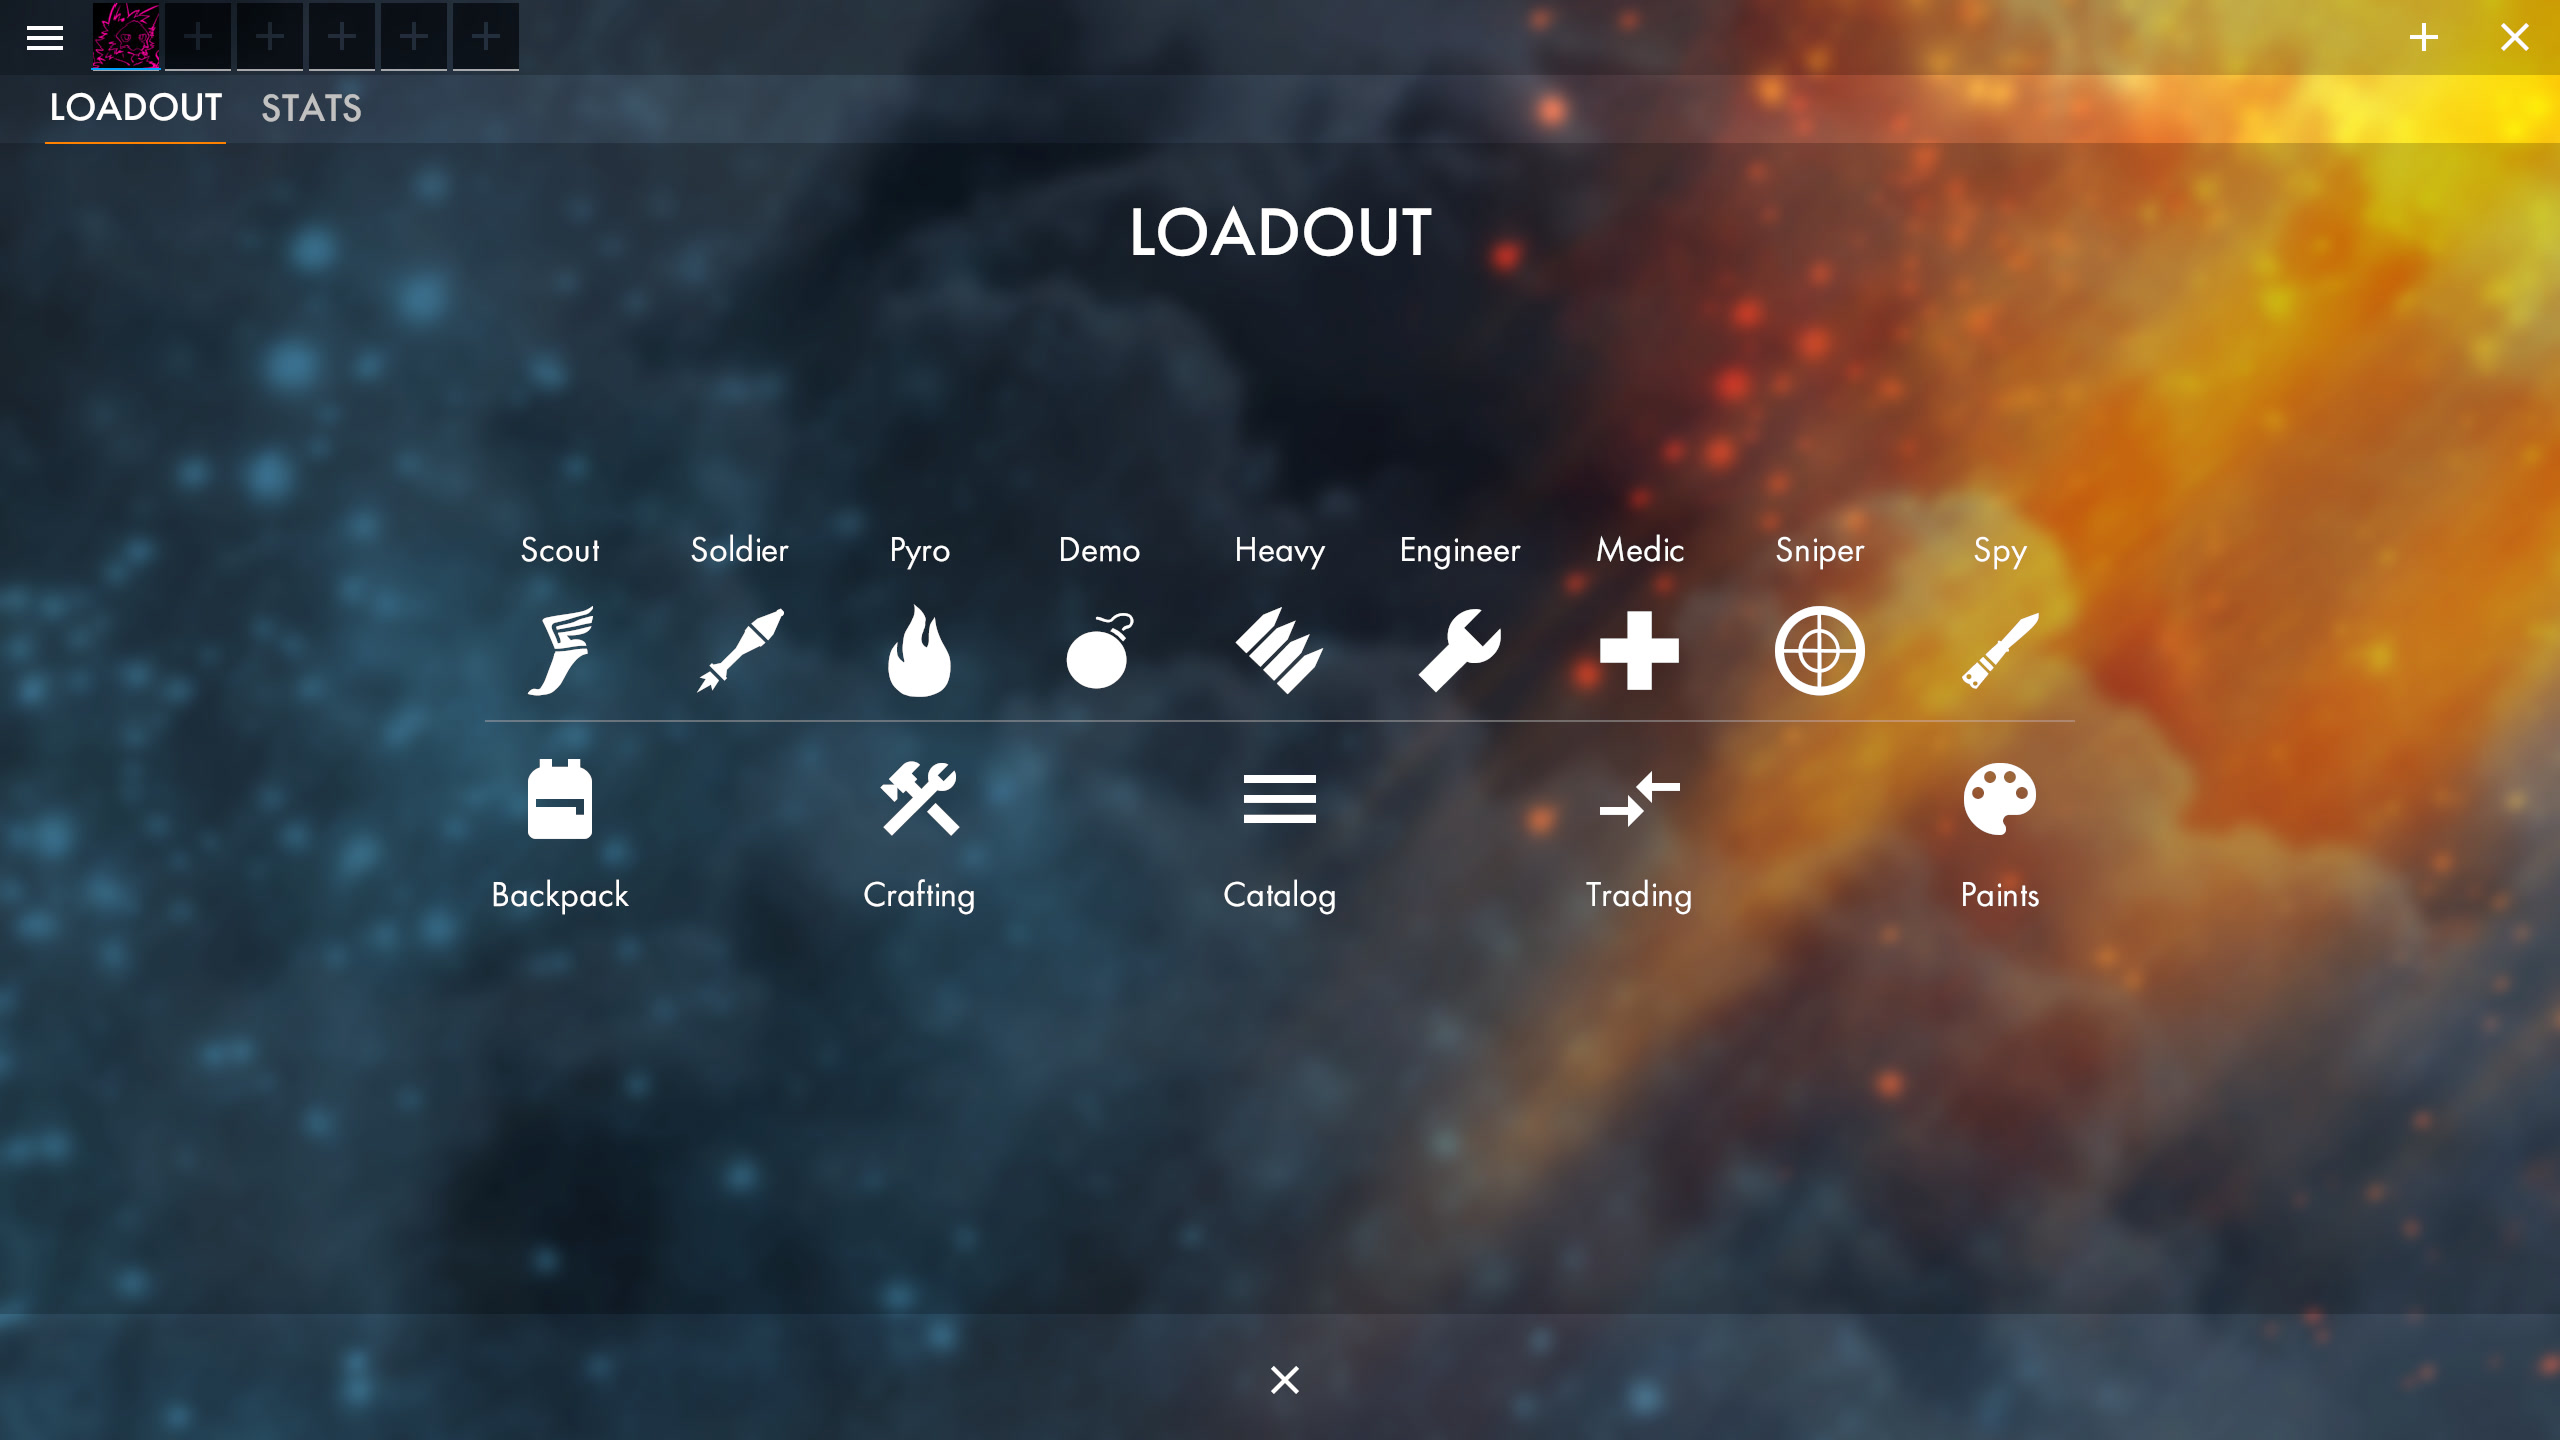 LOADOUT STATS
LOADOUT
Scout Soldier Pyro Demo Heavy Engineer Medic Sniper Spy
Backpack Crafting Catalog Trading Paints